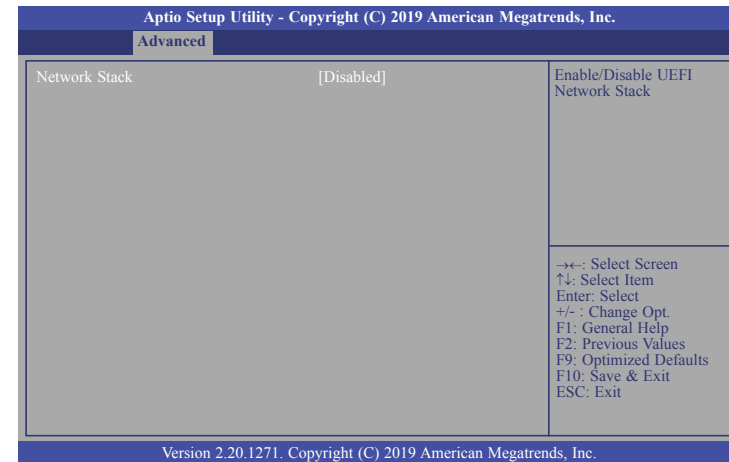 Aptio Setup Utility - Copyright (C) 2019 American Megatrends, Inc.
Advanced
Network Stack [Disabled]
Enable/Disable UEFI
Network Stack
→←: Select Screen
↑↓: Select Item
Enter: Select
+/- : Change Opt.
F1: General Help
F2: Previous Values
F9: Optimized Defaults
F10: Save & Exit
ESC: Exit
Version 2.20.1271. Copyright (C) 2019 American Megatrends, Inc.